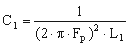 C₁ = 1 / (2 · π · Fₚ)² · L₁